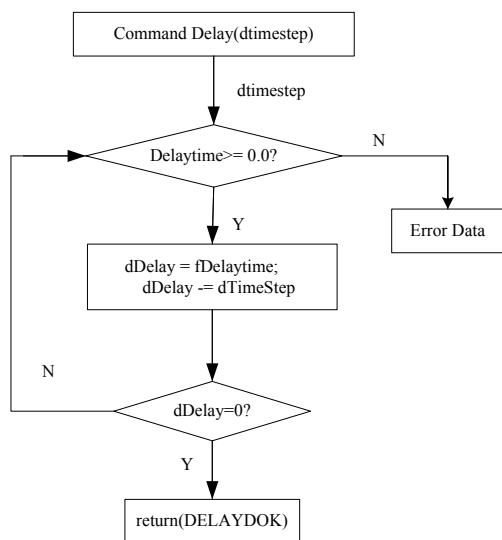 Command Delay(dtimestep)
dtimestep
Delaytime>= 0.0?
N
Y
Error Data
dDelay = fDelaytime;
dDelay -= dTimeStep
N
dDelay=0?
Y
return(DELAYDOK)